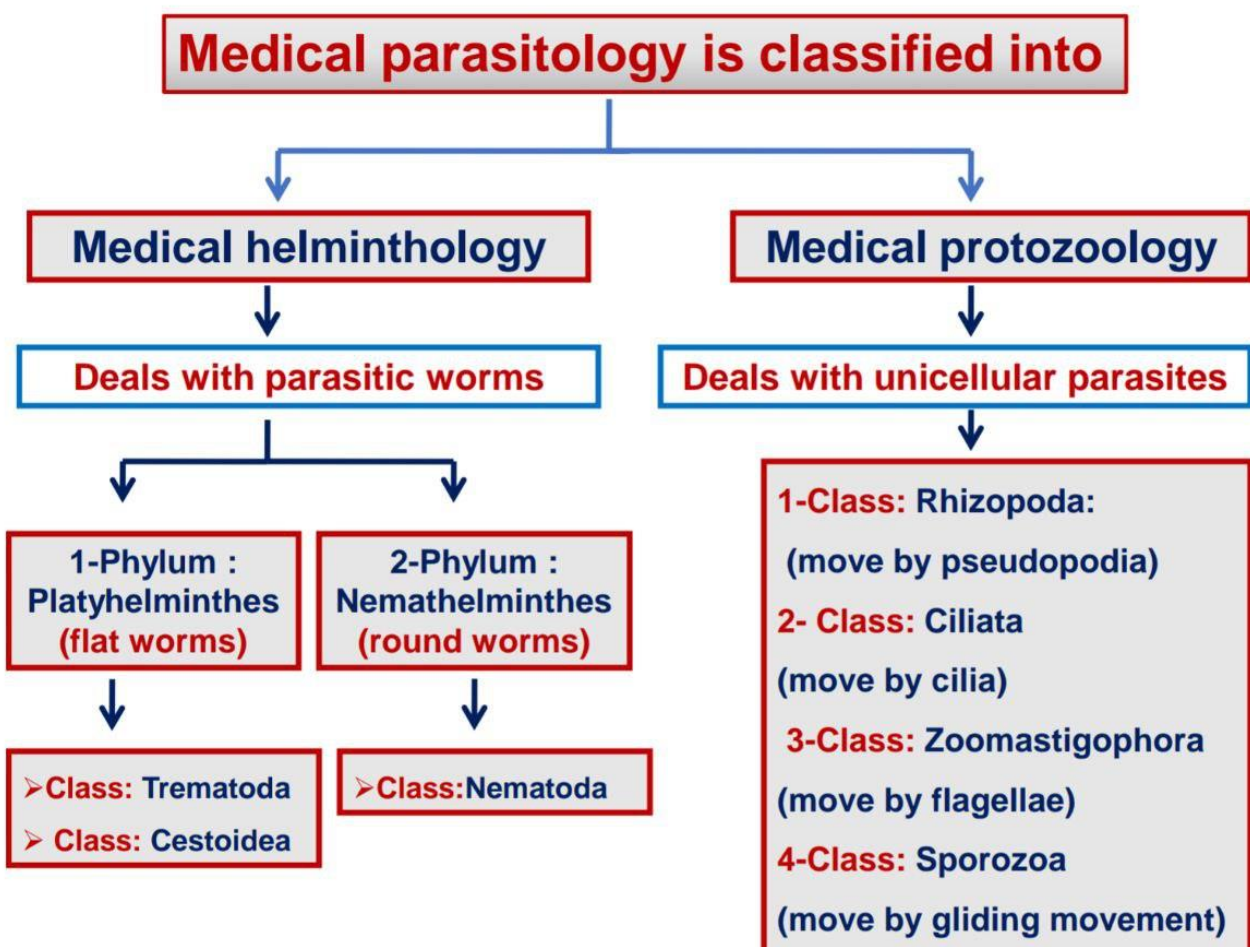 Medical parasitology is classified into
Medical helminthology
Medical protozoology
Deals with parasitic worms
Deals with unicellular parasites
1-Phylum :
Platyhelminthes
(flat worms)
2-Phylum :
Nemathelminthes
(round worms)
➢Class: Trematoda
➢ Class: Cestoidea
➢Class:Nematoda
1-Class: Rhizopoda:
(move by pseudopodia)
2- Class: Ciliata
(move by cilia)
3-Class: Zoomastigophora
(move by flagellae)
4-Class: Sporozoa
(move by gliding movement)